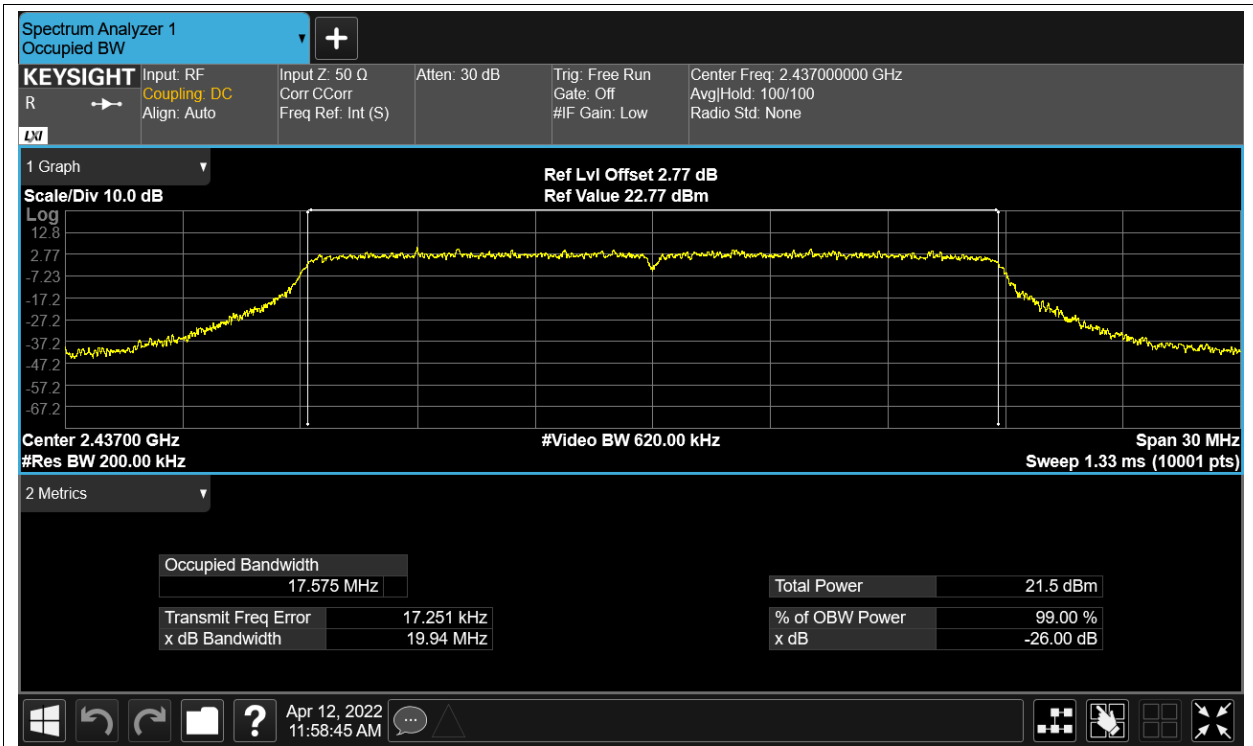 Spectrum Analyzer 1
Occupied BW
KEYSIGHT
R
LXI
Input: RF
Coupling: DC
Align: Auto
Input Z: 50 Ω
Corr CCorr
Freq Ref: Int (S)
Atten: 30 dB
Trig: Free Run
Gate: Off
#IF Gain: Low
Center Freq: 2.437000000 GHz
Avg|Hold: 100/100
Radio Std: None
1 Graph
Scale/Div 10.0 dB
Ref Lvl Offset 2.77 dB
Ref Value 22.77 dBm
Log
12.8
2.77
-7.23
-17.2
-27.2
-37.2
-47.2
-57.2
-67.2
Center 2.43700 GHz
#Video BW 620.00 kHz
Span 30 MHz
#Res BW 200.00 kHz
Sweep 1.33 ms (10001 pts)
2 Metrics
Occupied Bandwidth
17.575 MHz
Transmit Freq Error 17.251 kHz
x dB Bandwidth 19.94 MHz
Total Power 21.5 dBm
% of OBW Power 99.00 %
x dB -26.00 dB
?
Apr 12, 2022
11:58:45 AM